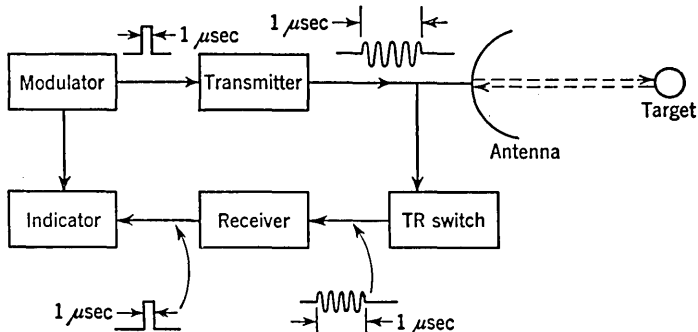 1 μsec
1 μsec
Modulator
Transmitter
Target
Antenna
Indicator
Receiver
TR switch
1 μsec
1 μsec